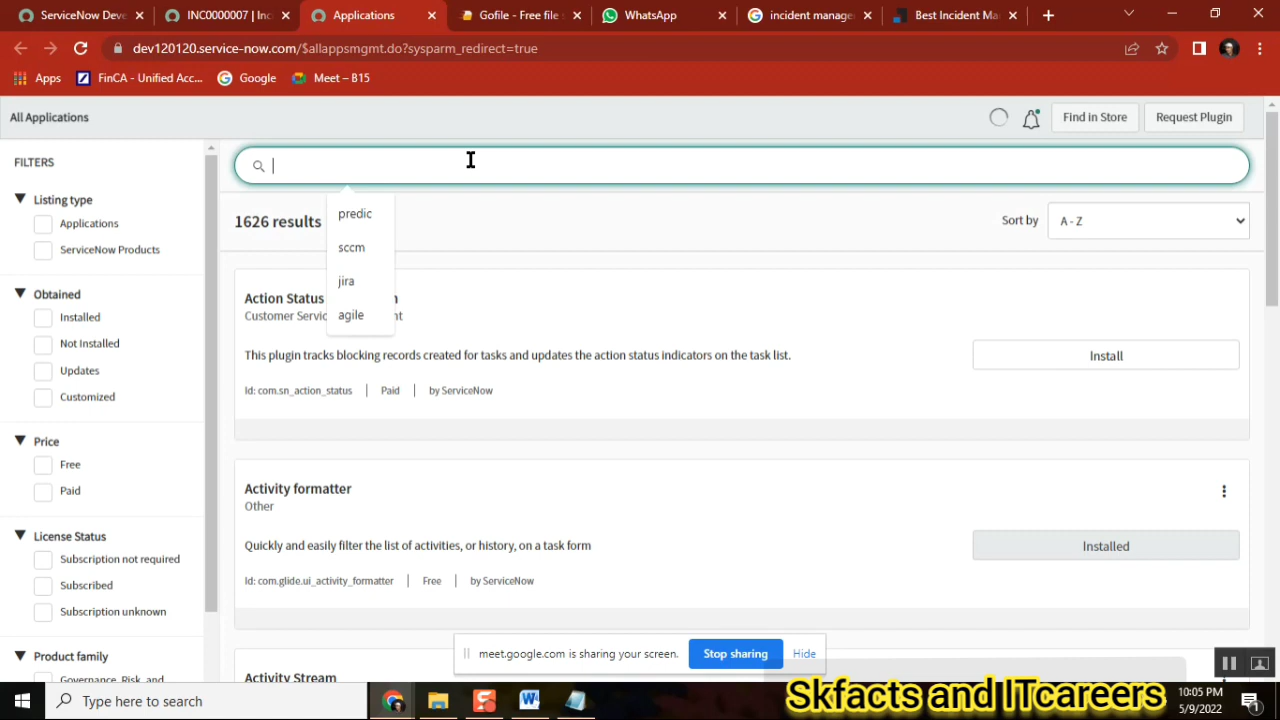 ServiceNow Deve
INC0000007 | Inc
Applications
Gofile - Free file s
WhatsApp
incident manage
Best Incident Ma
dev120120.service-now.com/$allappsmgmt.do?sysparm_redirect=true
Apps
FinCA - Unified Acc...
Google
Meet – B15
All Applications
Find in Store
Request Plugin
FILTERS
Listing type
Applications
ServiceNow Products
Obtained
Installed
Not Installed
Updates
Customized
Price
Free
Paid
License Status
Subscription not required
Subscribed
Subscription unknown
Product family
Governance, Risk, and
predic
sccm
jira
agile
1626 results
Sort by
A - Z
Action Status n
Customer Servic nt
This plugin tracks blocking records created for tasks and updates the action status indicators on the task list.
Install
Id: com.sn_action_status | Paid | by ServiceNow
Activity formatter
Other
Quickly and easily filter the list of activities, or history, on a task form
Installed
Id: com.glide.ui_activity_formatter | Free | by ServiceNow
Activity Stream
meet.google.com is sharing your screen.
Stop sharing
Hide
Type here to search
Skfacts and ITcareers
10:05 PM
5/9/2022
1